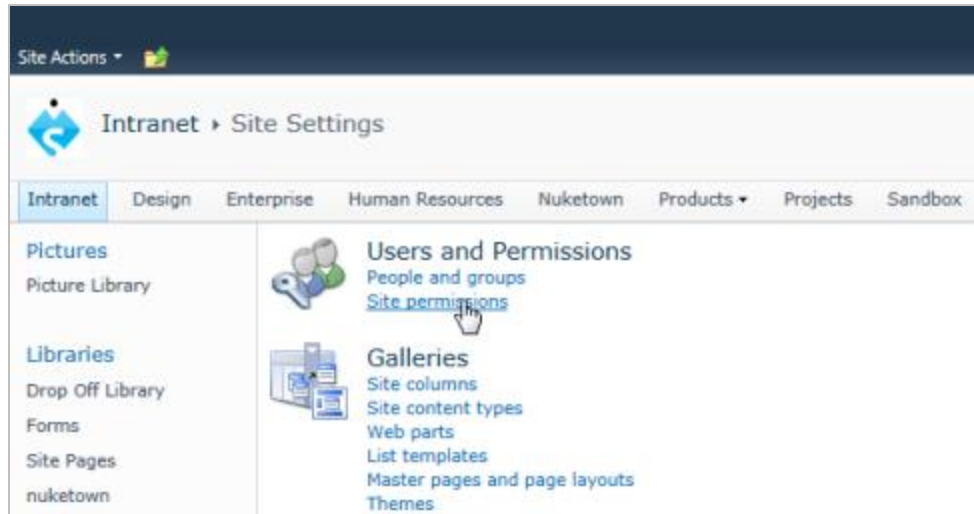 Site Actions
Intranet ▸ Site Settings
Intranet Design Enterprise Human Resources Nuketown Products Projects Sandbox
Pictures
Picture Library
Libraries
Drop Off Library
Forms
Site Pages
nuketown
Users and Permissions
People and groups
Site permissions
Galleries
Site columns
Site content types
Web parts
List templates
Master pages and page layouts
Themes